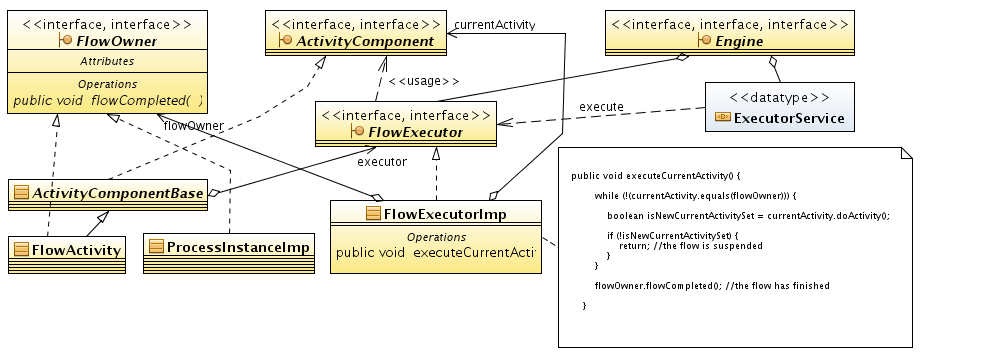 <<interface, interface>>
FlowOwner
Attributes
Operations
public void flowCompleted( )
<<interface, interface>>
ActivityComponent
currentActivity
<<interface, interface>>
Engine
<<usage>>
<<datatype>>
ExecutorService
execute
<<interface, interface>>
FlowExecutor
flowOwner
executor
ActivityComponentBase
FlowActivity
ProcessInstanceImp
FlowExecutorImp
Operations
public void executeCurrentActi
public void executeCurrentActivity() {
while (!(currentActivity.equals(flowOwner))) {
boolean isNewCurrentActivitySet = currentActivity.doActivity();
if (!isNewCurrentActivitySet) {
return; //the flow is suspended
}
}
flowOwner.flowCompleted(); //the flow has finished
}